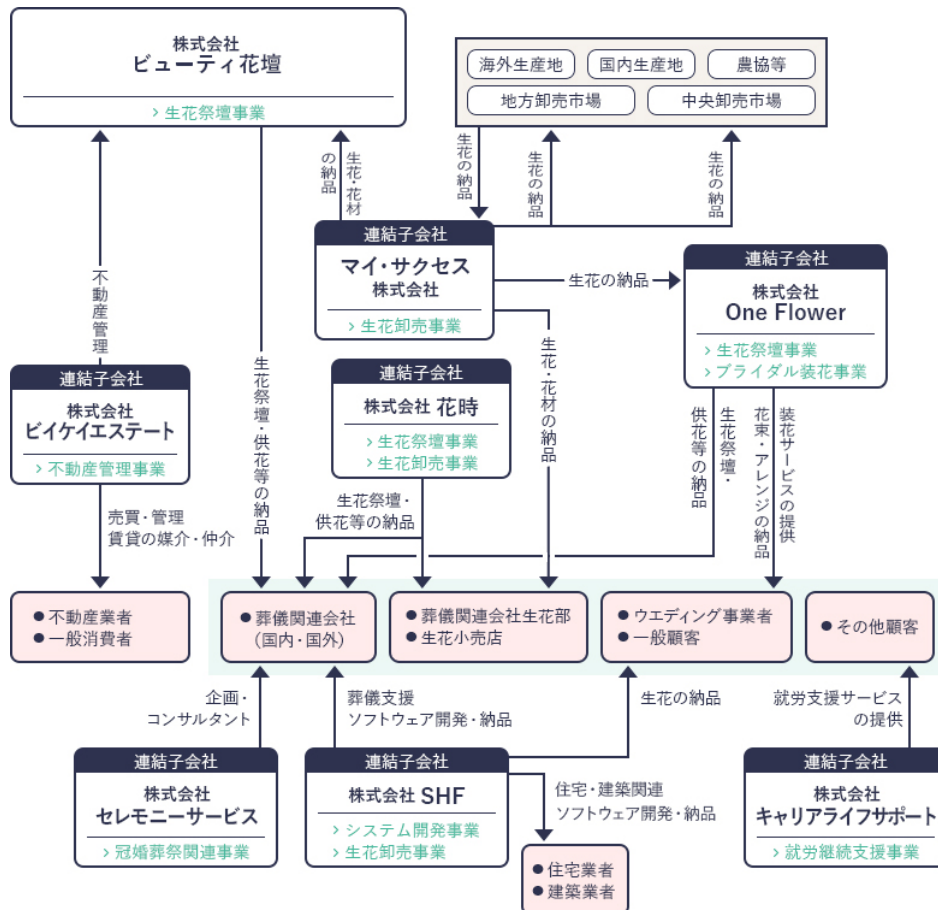 株式会社
ビューティ花壇
> 生花祭壇事業
海外生産地
国内生産地
農協等
地方卸売市場
中央卸売市場
生花・花材
の納品
生花の納品
生花の納品
生花の納品
連結子会社
マイ・サクセス
株式会社
> 生花卸売事業
生花の納品
連結子会社
株式会社
One Flower
> 生花祭壇事業
> ブライダル装花事業
不動産管理
生花祭壇・供花等の納品
生花・花材の納品
連結子会社
株式会社
ビイケイエステート
> 不動産管理事業
連結子会社
株式会社 花時
> 生花祭壇事業
> 生花卸売事業
生花祭壇・
供花等の納品
装花サービスの提供
花束・アレンジの納品
売買・管理
賃貸の媒介・仲介
生花祭壇・
供花等の納品
● 不動産業者
● 一般消費者
● 葬儀関連会社
(国内・国外)
● 葬儀関連会社生花部
● 生花小売店
● ウエディング事業者
● 一般顧客
● その他顧客
企画・
コンサルタント
葬儀支援
ソフトウェア開発・納品
生花の納品
就労支援サービス
の提供
連結子会社
株式会社
セレモニーサービス
> 冠婚葬祭関連事業
連結子会社
株式会社 SHF
> システム開発事業
> 生花卸売事業
住宅・建築関連
ソフトウェア開発・納品
● 住宅業者
● 建築業者
連結子会社
株式会社
キャリアライフサポート
> 就労継続支援事業